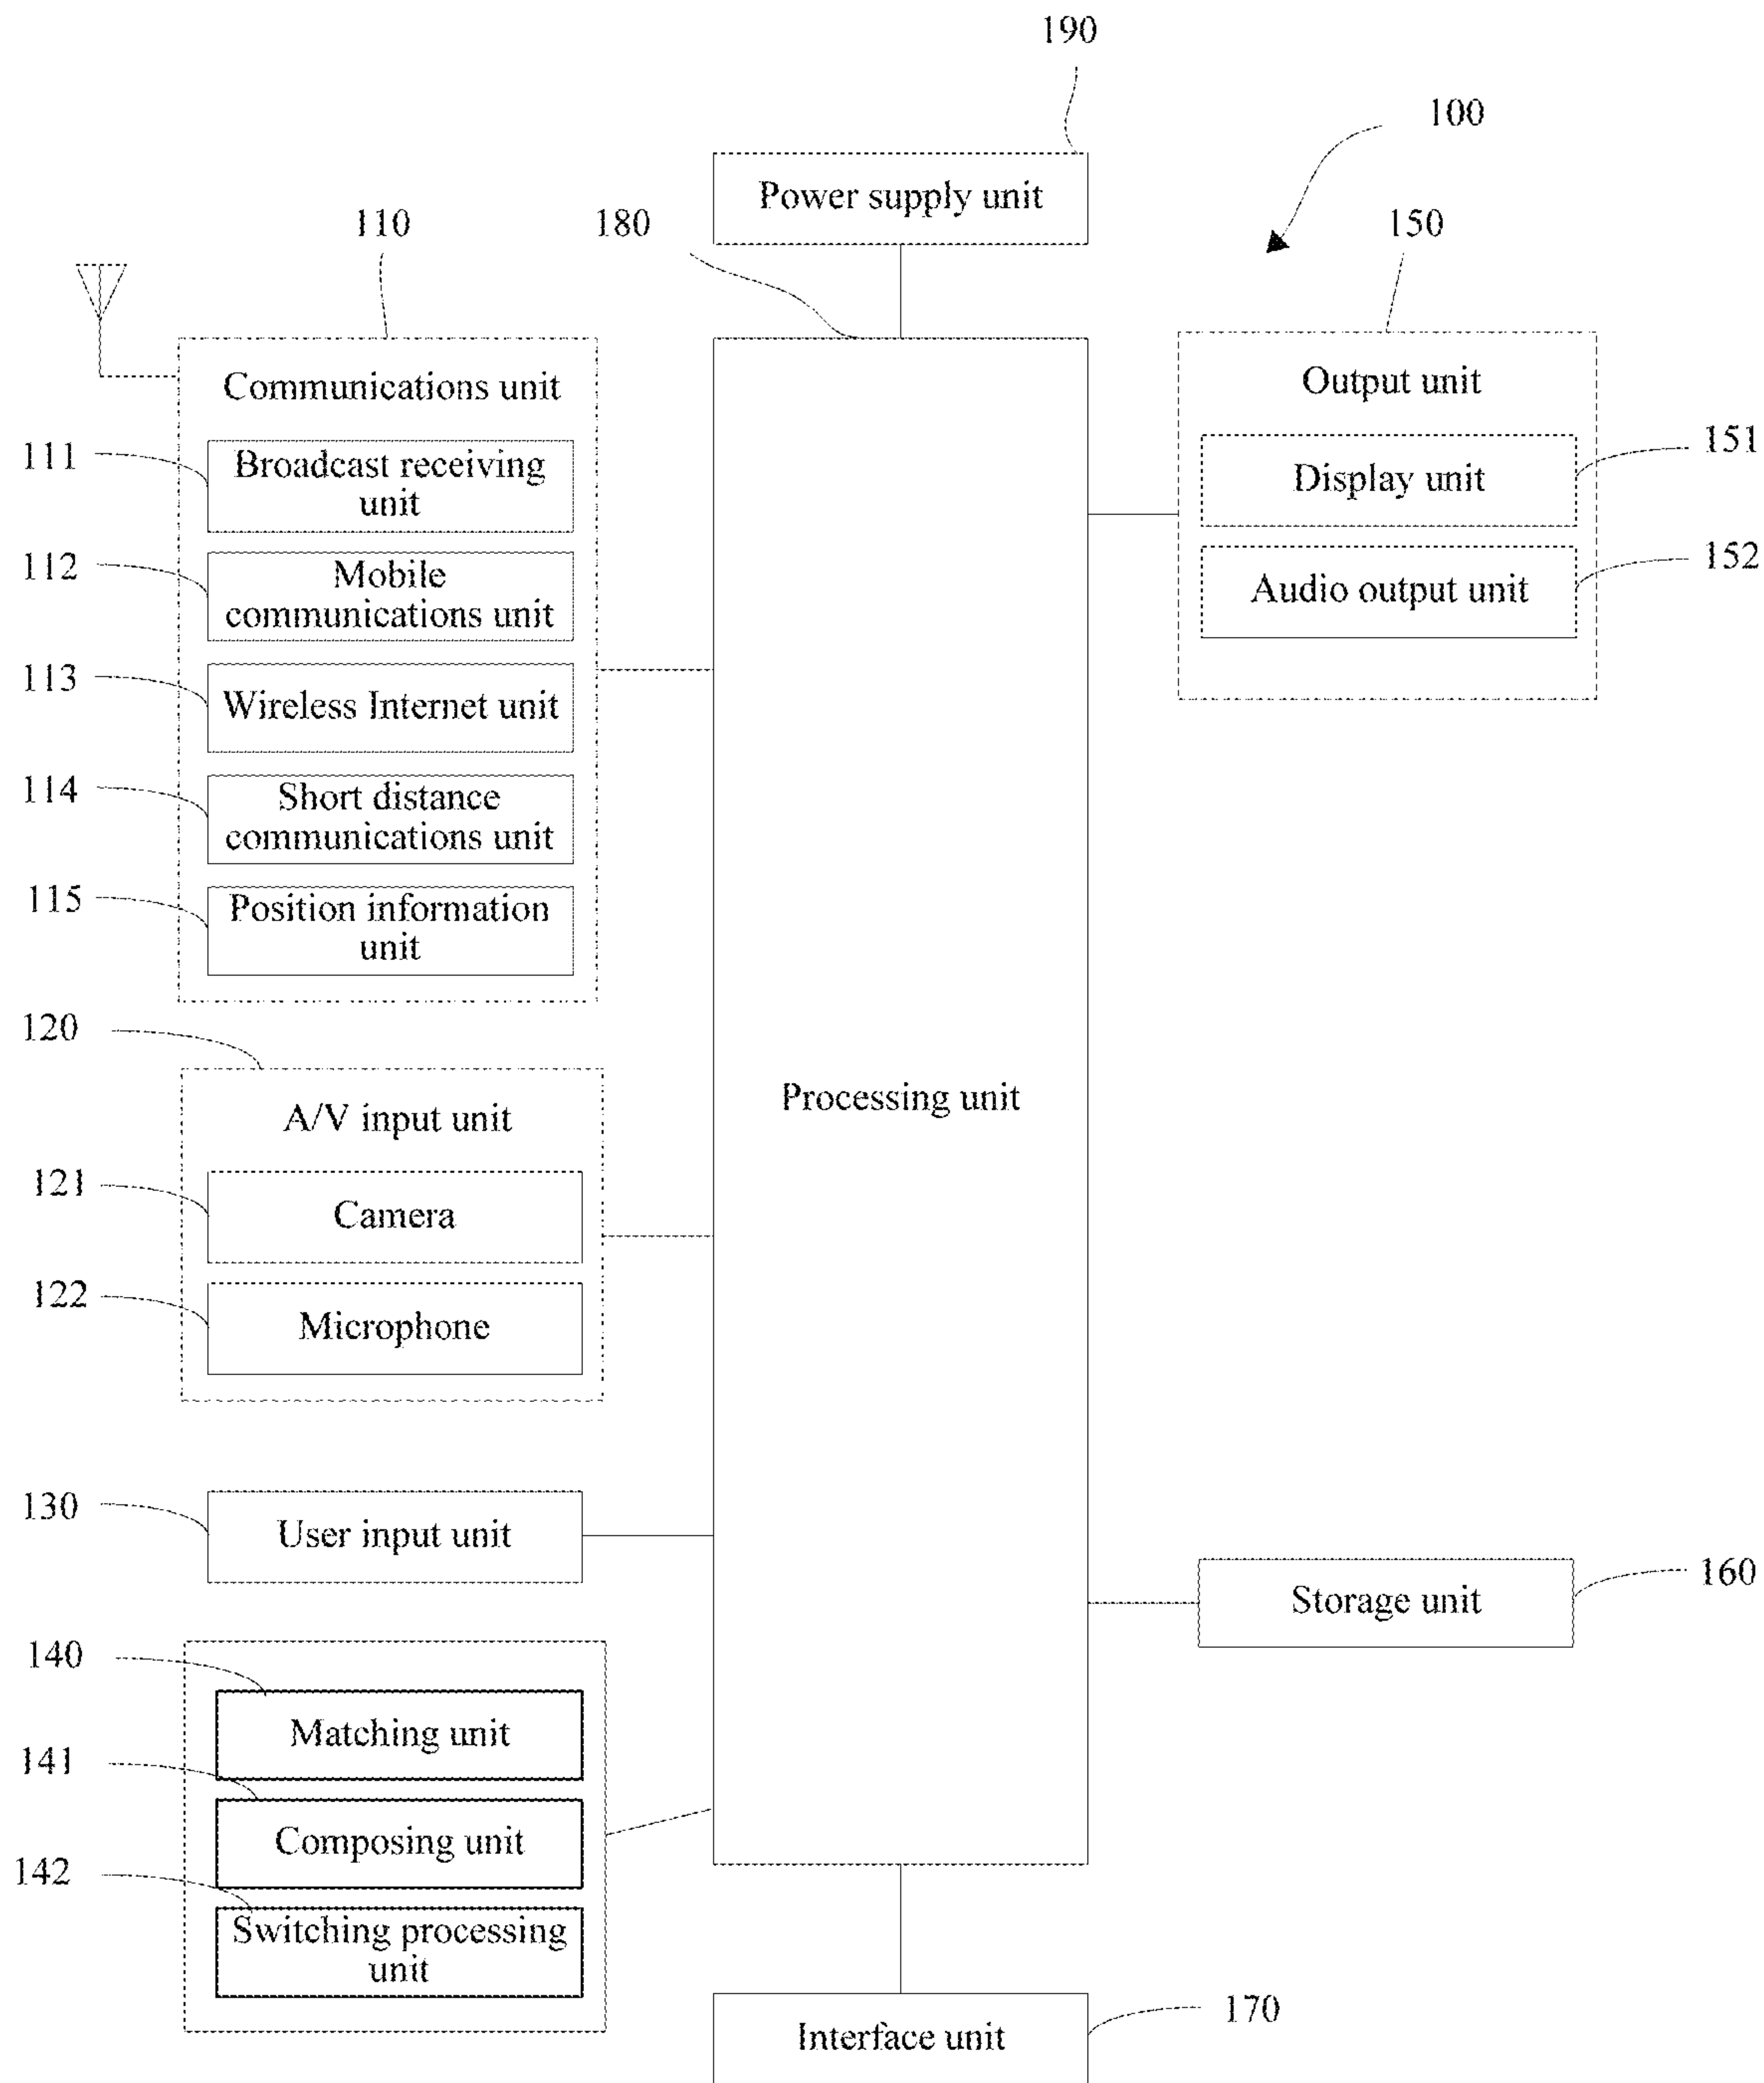 190
100
Power supply unit
110
180
150
Communications unit
Output unit
111
Broadcast receiving
unit
151
Display unit
112
Mobile
communications unit
152
Audio output unit
113
Wireless Internet unit
114
Short distance
communications unit
115
Position information
unit
120
A/V input unit
Processing unit
121
Camera
122
Microphone
130
User input unit
160
Storage unit
140
Matching unit
141
Composing unit
142
Switching processing
unit
170
Interface unit